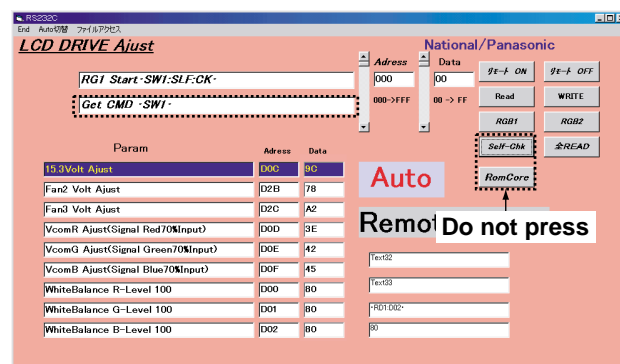 RS232C
End Auto切替 ファイルアクセス
LCD DRIVE Ajust
National/Panasonic
Adress Data
RG1 Start・SW1:SLF:CK・
000 00
ﾘﾓｰﾄ ON ﾘﾓｰﾄ OFF
Get CMD ・SW1・
000->FFF 00 -> FF
Read WRITE
RGB1 RGB2
Self-Chk 全READ
Param Adress Data
RomCore
15.3Volt Ajust D0C 9C
Auto
Fan2 Volt Ajust D2B 78
Fan3 Volt Ajust D2C A2
Remot
Do not press
VcomR Ajust(Signal Red70%Input) D0D 3E
VcomG Ajust(Signal Green70%Input) D0E 42
Text32
VcomB Ajust(Signal Blue70%Input) D0F 45
Text33
WhiteBalance R-Level 100 D00 80
WhiteBalance G-Level 100 D01 80
・RD1:D02・
WhiteBalance B-Level 100 D02 80
80